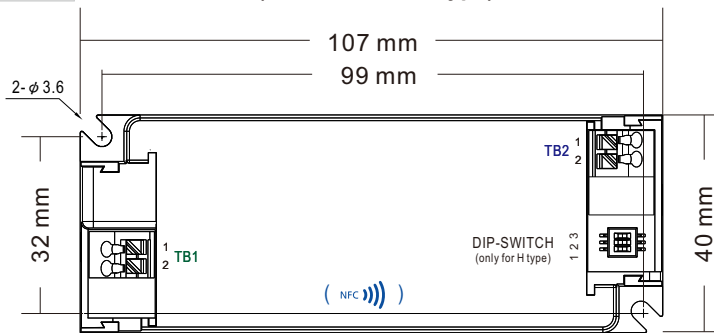 107 mm
99 mm
2-ϕ3.6
TB2 1
2
32 mm
40 mm
1
2 TB1
DIP-SWITCH
(only for H type)
1 2 3
( NFC )